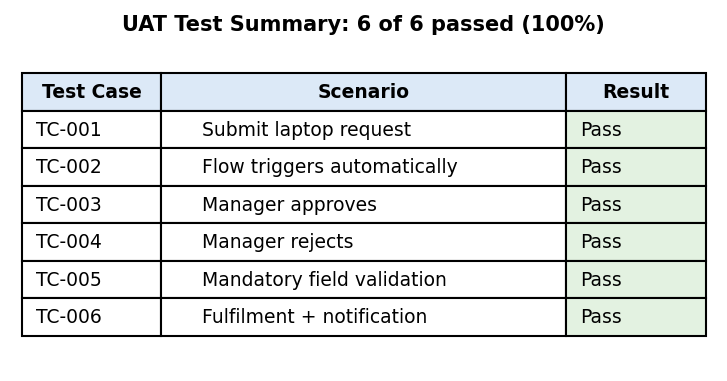 UAT Test Summary: 6 of 6 passed (100%)
Test Case Scenario Result
TC-001 Submit laptop request Pass
TC-002 Flow triggers automatically Pass
TC-003 Manager approves Pass
TC-004 Manager rejects Pass
TC-005 Mandatory field validation Pass
TC-006 Fulfilment + notification Pass